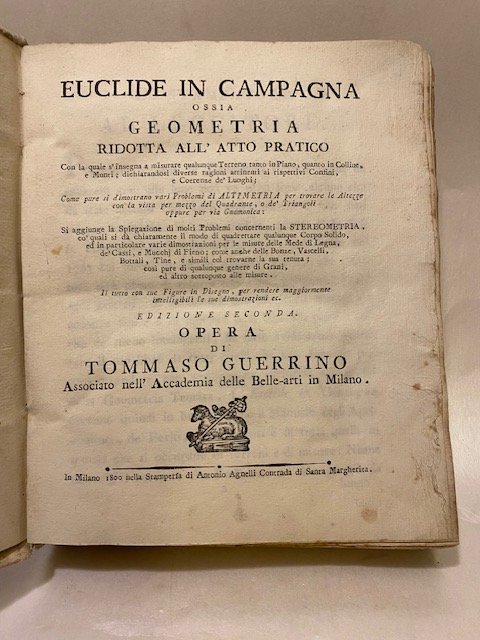 EUCLIDE IN CAMPAGNA
OSSIA
GEOMETRIA
RIDOTTA ALL' ATTO PRATICO
Con la quale s'insegna a misurare qualunque Terreno tanto in Piano, quanto in Colline,
e Monti; dichiarandosi diverse ragioni attinenti ai rispettivi Confini,
e Coerenze de' Luoghi;
Come pure si dimostrano varj Problemi di ALTIMETRIA per trovare le Altezze
con la vista per mezzo del Quadrante, o de' Triangoli
oppure par via Gnomonica:
Si aggiunge la Spiegazione di molti Problemi concernenti la STEREOMETRIA,
co' quali si dà chiaramente il modo di quadrettare qualunque Corpo Solido,
ed in particolare varie dimostrazioni per le misure delle Mede di Legna,
de' Cassi, e Mucchj di Fieno; come anche delle Bonze, Vascelli,
Bottali, Tine, e simili col trovarne la sua tenuta;
così pure di qualunque genere di Grani,
ed altro sottoposto alle misure.
Il tutto con sue Figure in Disegno, per rendere maggiormente
intelligibili le sue dimostrazioni ec.
EDIZIONE SECONDA.
OPERA
DI
TOMMASO GUERRINO
Associato nell' Accademia delle Belle-arti in Milano.
In Milano 1800 nella Stamperia di Antonio Agnelli Contrada di Santa Margherita.